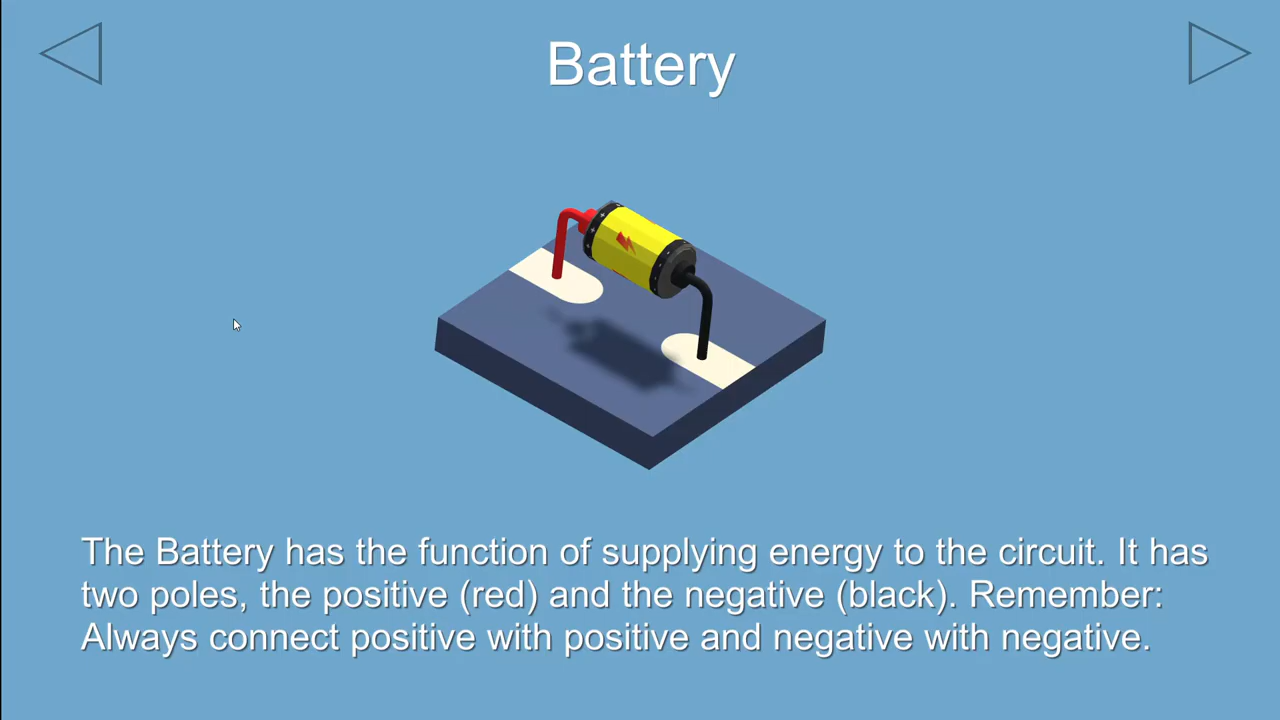 Battery
The Battery has the function of supplying energy to the circuit. It has
two poles, the positive (red) and the negative (black). Remember:
Always connect positive with positive and negative with negative.